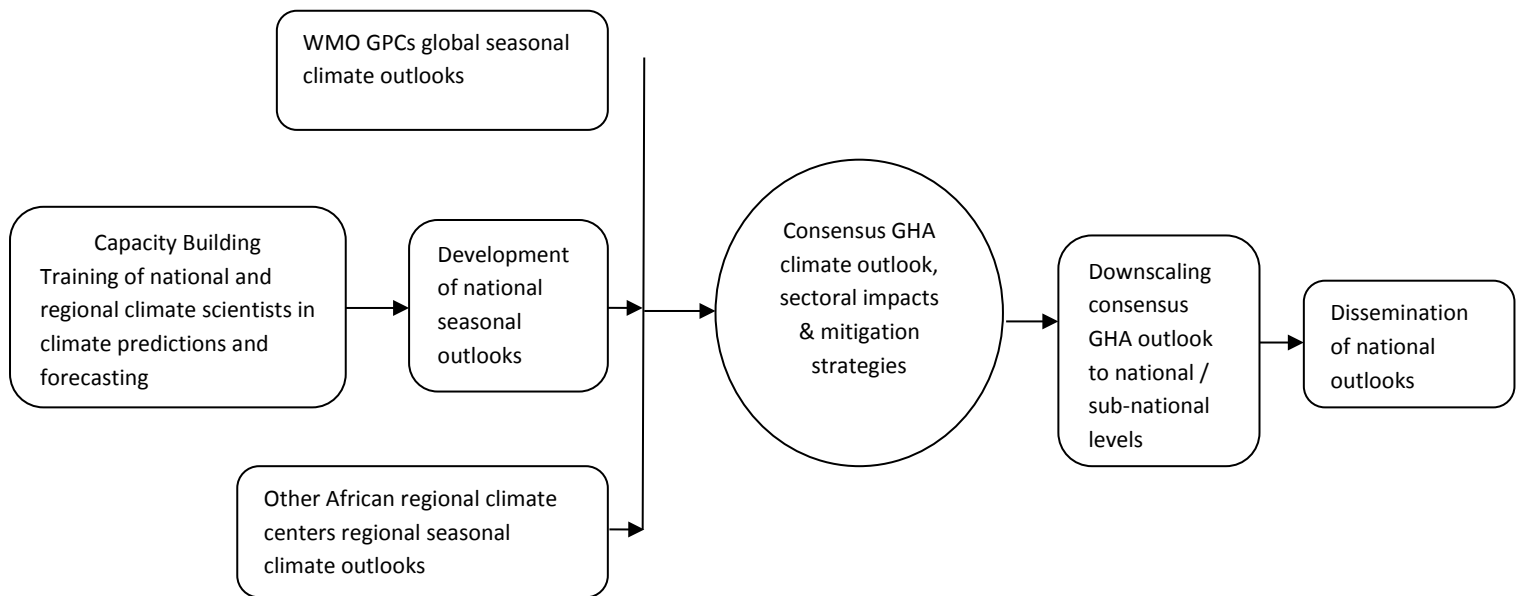 WMO GPCs global seasonal
climate outlooks
Capacity Building
Training of national and
regional climate scientists in
climate predictions and
forecasting
Development
of national
seasonal
outlooks
Other African regional climate
centers regional seasonal
climate outlooks
Consensus GHA
climate outlook,
sectoral impacts
& mitigation
strategies
Downscaling
consensus
GHA outlook
to national /
sub-national
levels
Dissemination
of national
outlooks